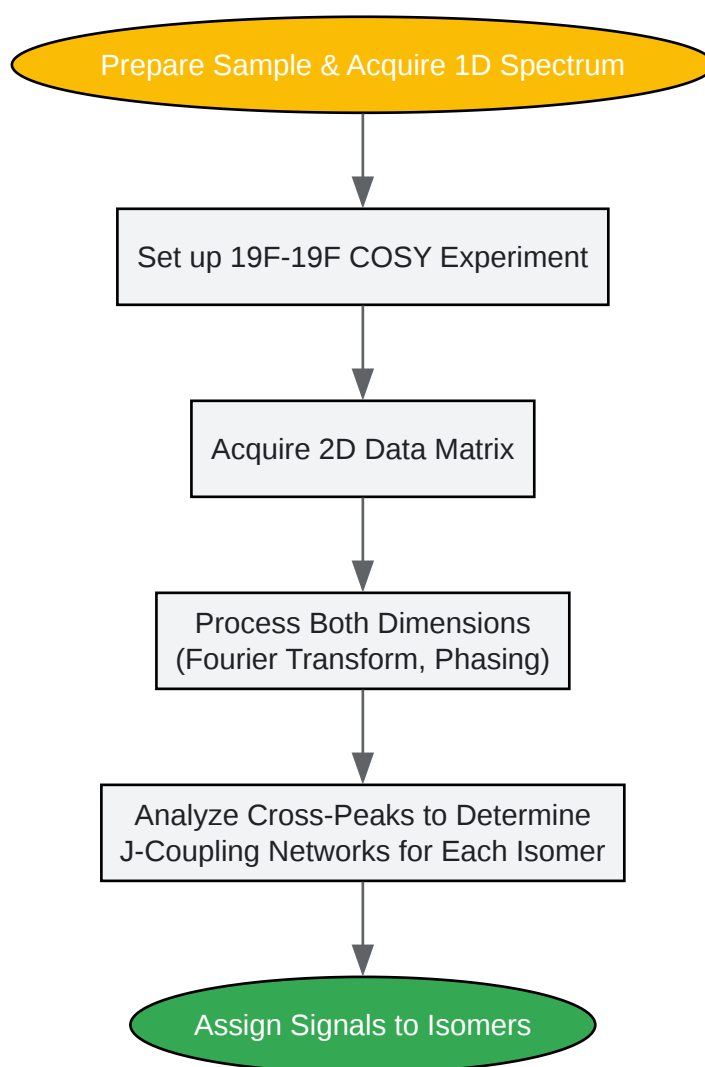 Prepare Sample & Acquire 1D Spectrum
Set up 19F-19F COSY Experiment
Acquire 2D Data Matrix
Process Both Dimensions
(Fourier Transform, Phasing)
Analyze Cross-Peaks to Determine
J-Coupling Networks for Each Isomer
Assign Signals to Isomers